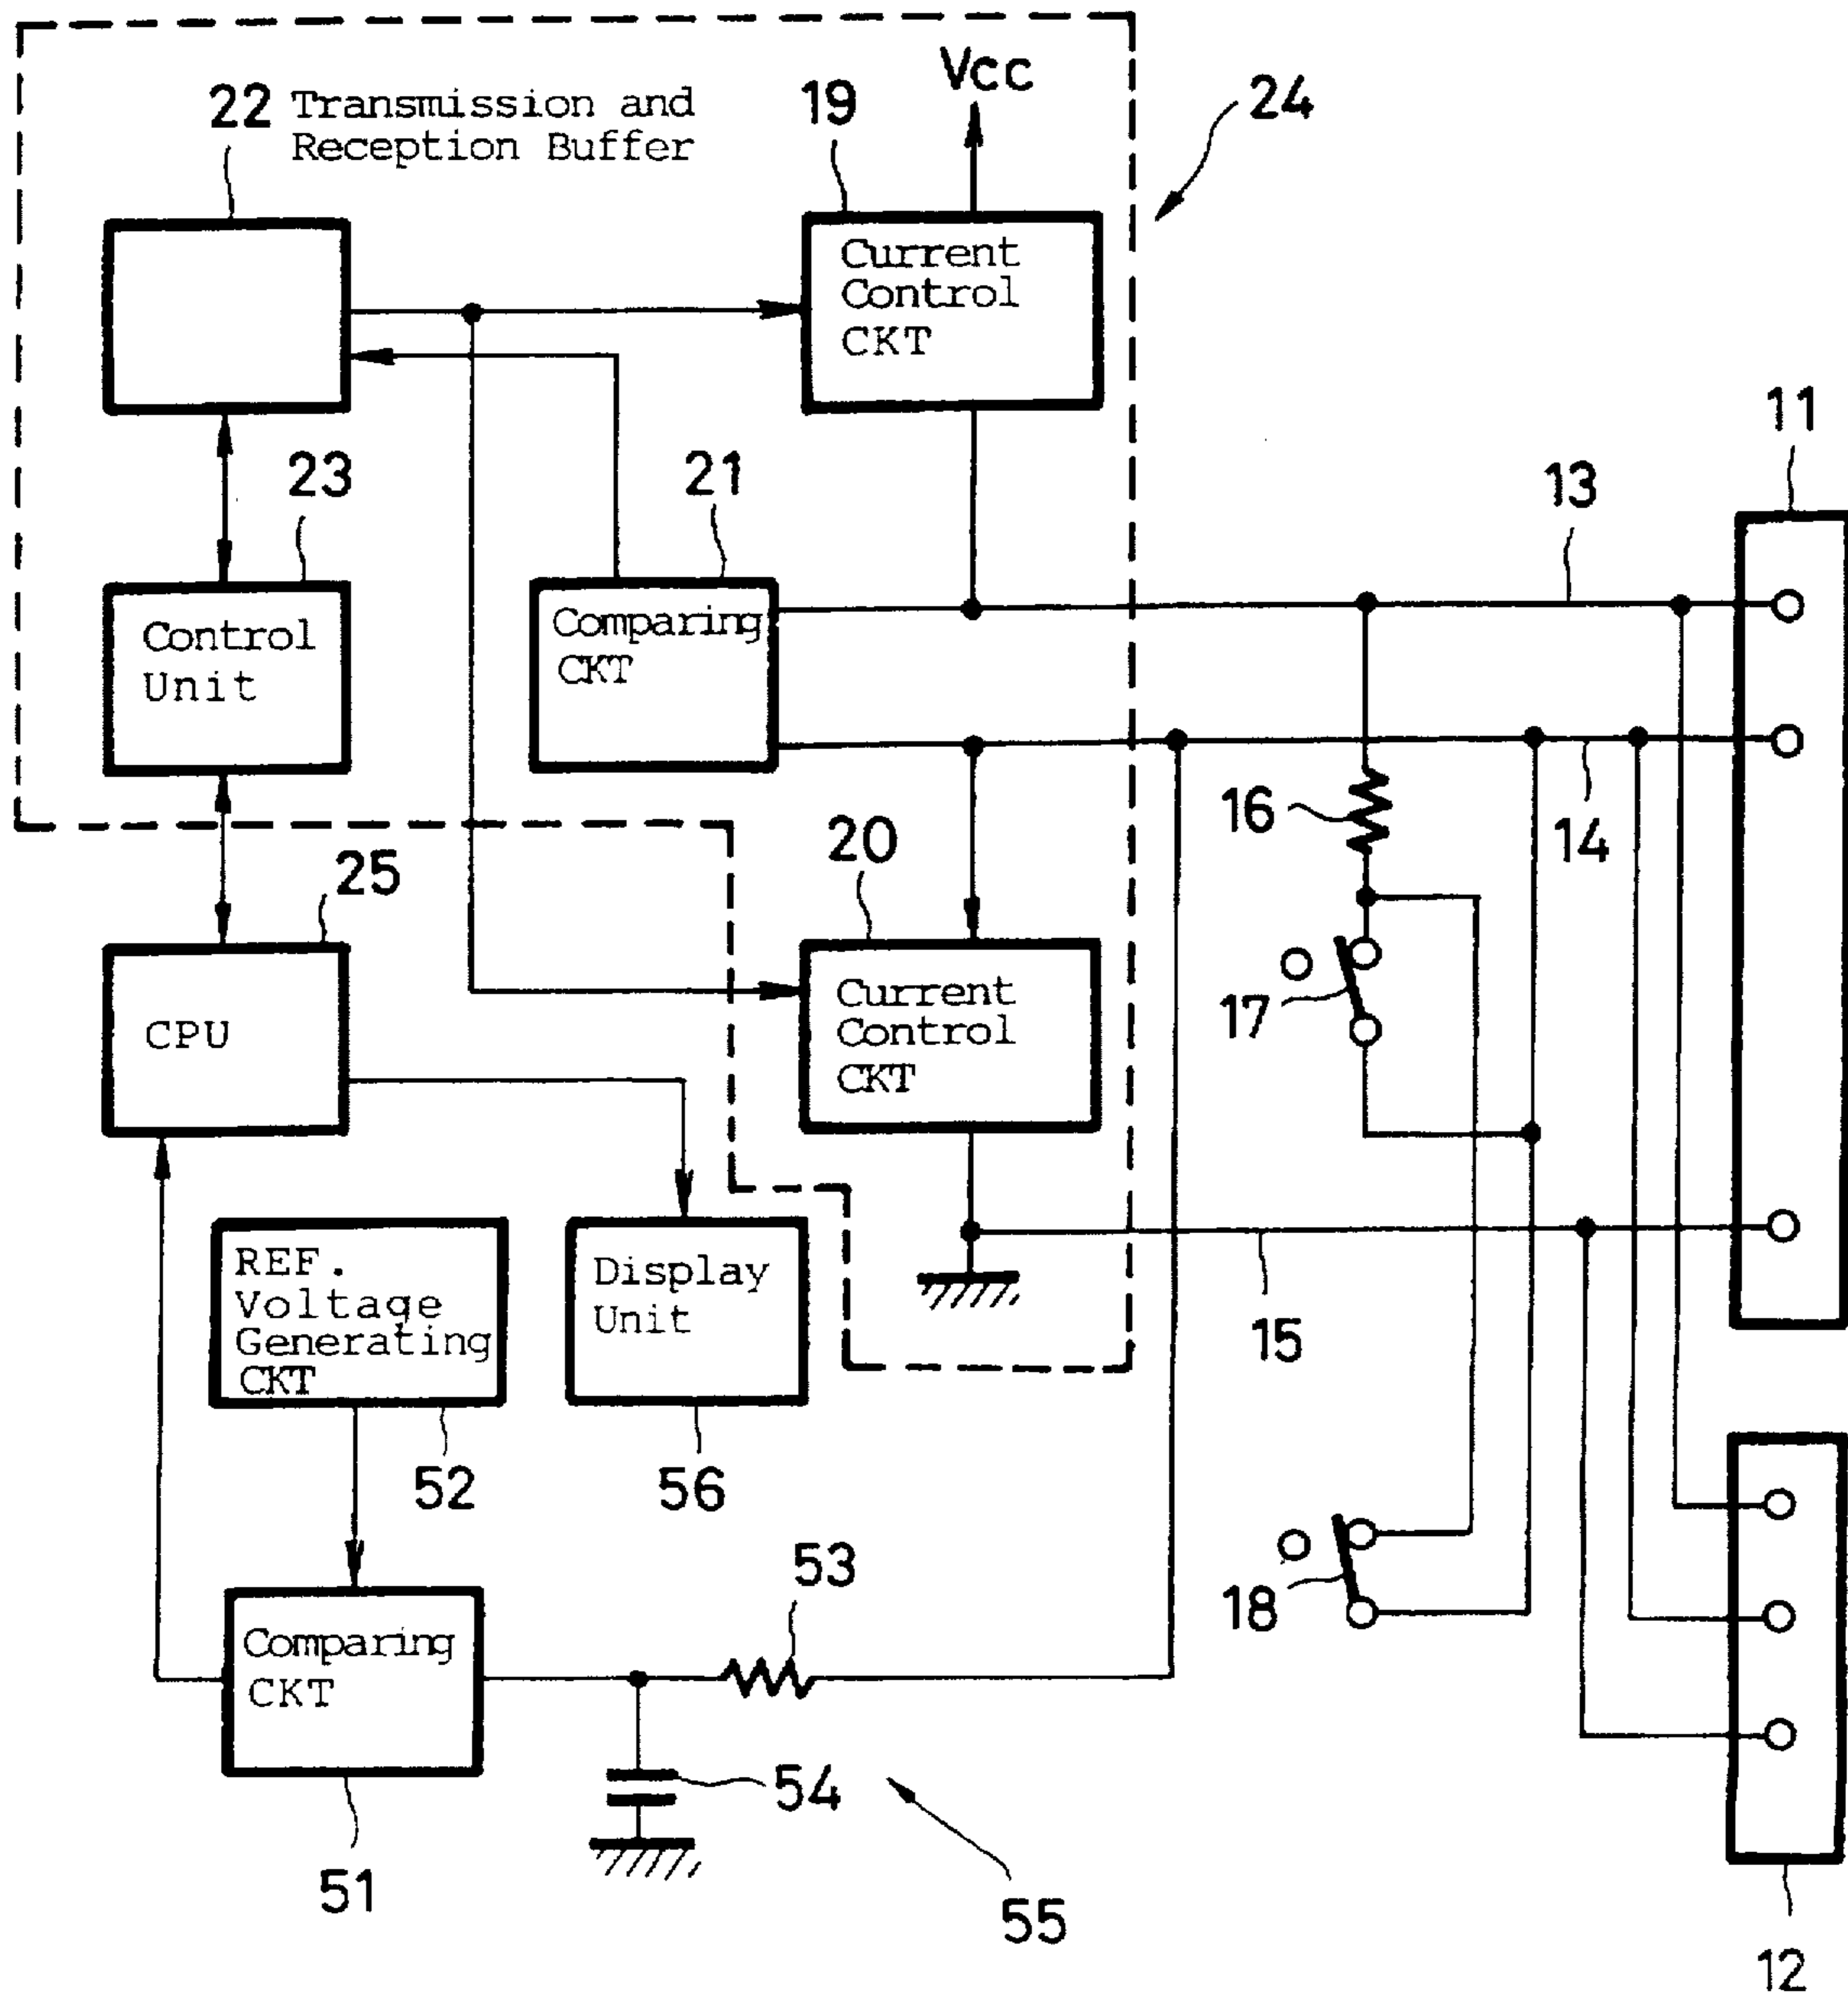 Vcc
24
22 Transmission and
Reception Buffer
19
Current
Control
CKT
11
23
21
13
Control
Unit
Comparing
CKT
16
14
20
25
17
CPU
Current
Control
CKT
REF.
Voltage
Generating
CKT
Display
Unit
15
52
56
53
18
Comparing
CKT
54
51
55
12